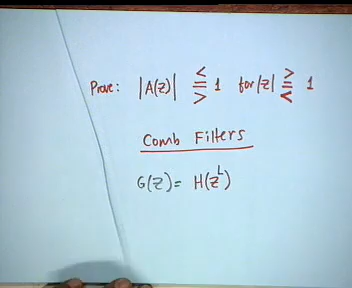 Prove: |A(z)| ⪋ 1 for |z| ⪌ 1
Comb Filters
G(z) = H(z^L)